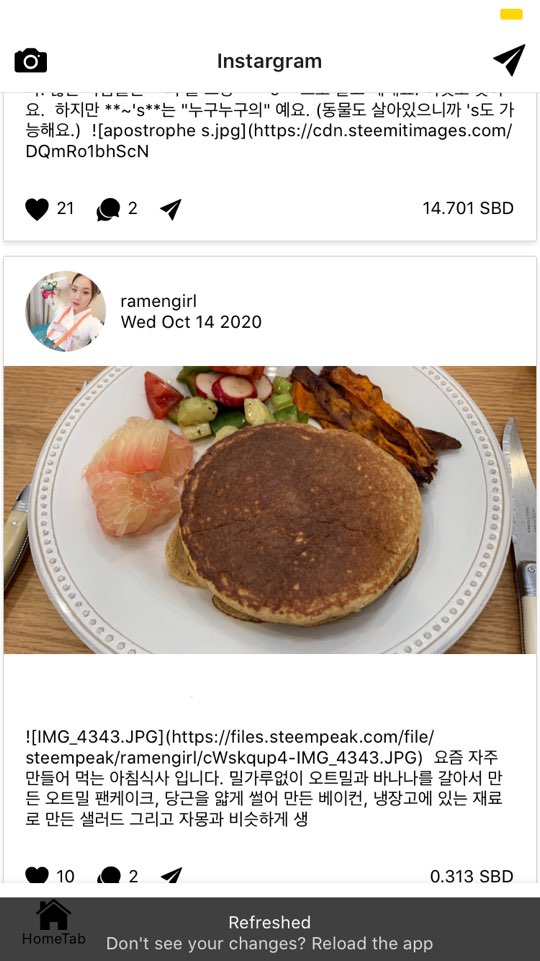 Instargram
요.  하지만 **~'s**는 "누구누구의" 예요. (동물도 살아있으니까 's도 가
능해요.)  ![apostrophe s.jpg](https://cdn.steemitimages.com/
DQmRo1bhScN
21
2
14.701 SBD
ramengirl
Wed Oct 14 2020
![IMG_4343.JPG](https://files.steempeak.com/file/
steempeak/ramengirl/cWskqup4-IMG_4343.JPG)  요즘 자주
만들어 먹는 아침식사 입니다. 밀가루없이 오트밀과 바나나를 갈아서 만
든 오트밀 팬케이크, 당근을 얇게 썰어 만든 베이컨, 냉장고에 있는 재료
로 만든 샐러드 그리고 자몽과 비슷하게 생
10
2
0.313 SBD
HomeTab
Refreshed
Don't see your changes? Reload the app